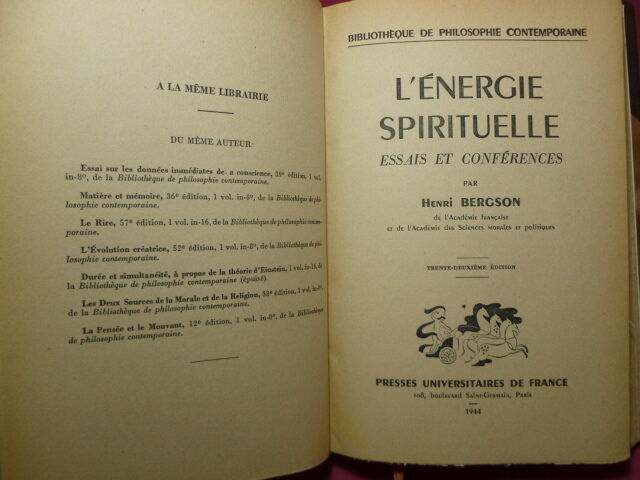 A LA MÊME LIBRAIRIE
DU MÊME AUTEUR:
Essai sur les données immédiates de a conscience, 39e édition, 1 vol.
in-8º, de la Bibliothèque de philosophie contemporaine.
Matière et mémoire, 36e édition, 1 vol. in-8º, de la Bibliothèque de phi-
losophie contemporaine.
Le Rire, 57e édition, 1 vol. in-16, de la Bibliothèque de philosophie contem-
poraine.
L'Évolution créatrice, 52e édition, 1 vol. in-8º, de la Bibliothèque de phi-
losophie contemporaine.
Durée et simultanéité, à propos de la théorie d'Einstein, 1 vol. in-16, de
la Bibliothèque de philosophie contemporaine (épuisé).
Les Deux Sources de la Morale et de la Religion, 38e édition, 1 vol. in-8º,
de la Bibliothèque de philosophie contemporaine.
La Pensée et le Mouvant, 12e édition, 1 vol. in-8º, de la Bibliothèque
de philosophie contemporaine.
BIBLIOTHÈQUE DE PHILOSOPHIE CONTEMPORAINE
L'ÉNERGIE
SPIRITUELLE
ESSAIS ET CONFÉRENCES
PAR
Henri BERGSON
de l'Académie française
et de l'Académie des Sciences morales et politiques
TRENTE-DEUXIÈME ÉDITION
PRESSES UNIVERSITAIRES DE FRANCE
108, boulevard Saint-Germain, Paris
1944